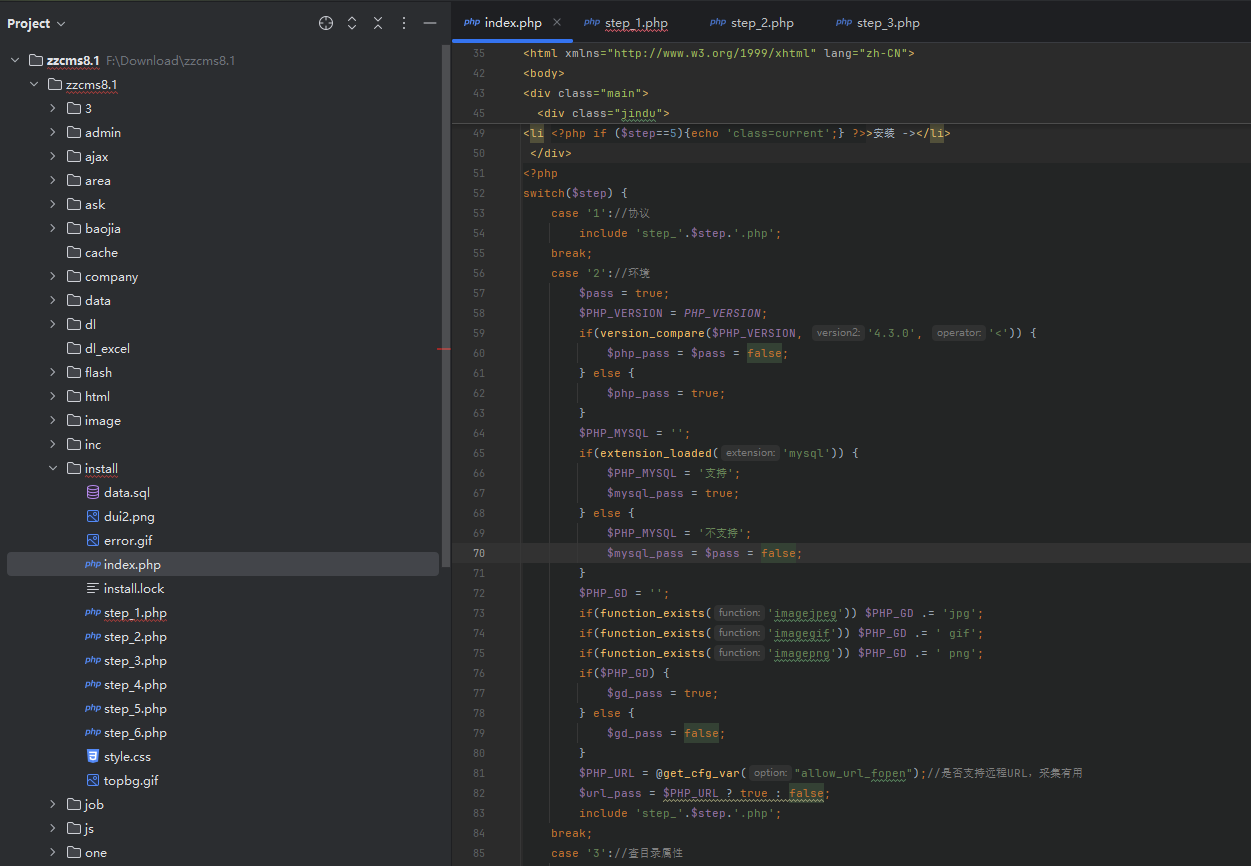 Project
zzcms8.1 F:\Download\zzcms8.1
zzcms8.1
3
admin
ajax
area
ask
baojia
cache
company
data
dl
dl_excel
flash
html
image
inc
install
data.sql
dui2.png
error.gif
php index.php
install.lock
php step_1.php
php step_2.php
php step_3.php
php step_4.php
php step_5.php
php step_6.php
style.css
topbg.gif
job
js
one
php index.php
php step_1.php
php step_2.php
php step_3.php
35 <html xmlns="http://www.w3.org/1999/xhtml" lang="zh-CN">
42 <body>
43 <div class="main">
45 <div class="jindu">
49 <li <?php if ($step==5){echo 'class=current';} ?>>安装 -></li>
50 </div>
51 <?php
52 switch($step) {
53 case '1'://协议
54 include 'step_'.$step.'.php';
55 break;
56 case '2'://环境
57 $pass = true;
58 $PHP_VERSION = PHP_VERSION;
59 if(version_compare($PHP_VERSION, version2: '4.3.0', operator: '<')) {
60 $php_pass = $pass = false;
61 } else {
62 $php_pass = true;
63 }
64 $PHP_MYSQL = '';
65 if(extension_loaded( extension: 'mysql')) {
66 $PHP_MYSQL = '支持';
67 $mysql_pass = true;
68 } else {
69 $PHP_MYSQL = '不支持';
70 $mysql_pass = $pass = false;
71 }
72 $PHP_GD = '';
73 if(function_exists( function: 'imagejpeg')) $PHP_GD .= 'jpg';
74 if(function_exists( function: 'imagegif')) $PHP_GD .= ' gif';
75 if(function_exists( function: 'imagepng')) $PHP_GD .= ' png';
76 if($PHP_GD) {
77 $gd_pass = true;
78 } else {
79 $gd_pass = false;
80 }
81 $PHP_URL = @get_cfg_var( option: "allow_url_fopen");//是否支持远程URL，采集有用
82 $url_pass = $PHP_URL ? true : false;
83 include 'step_'.$step.'.php';
84 break;
85 case '3'://查目录属性